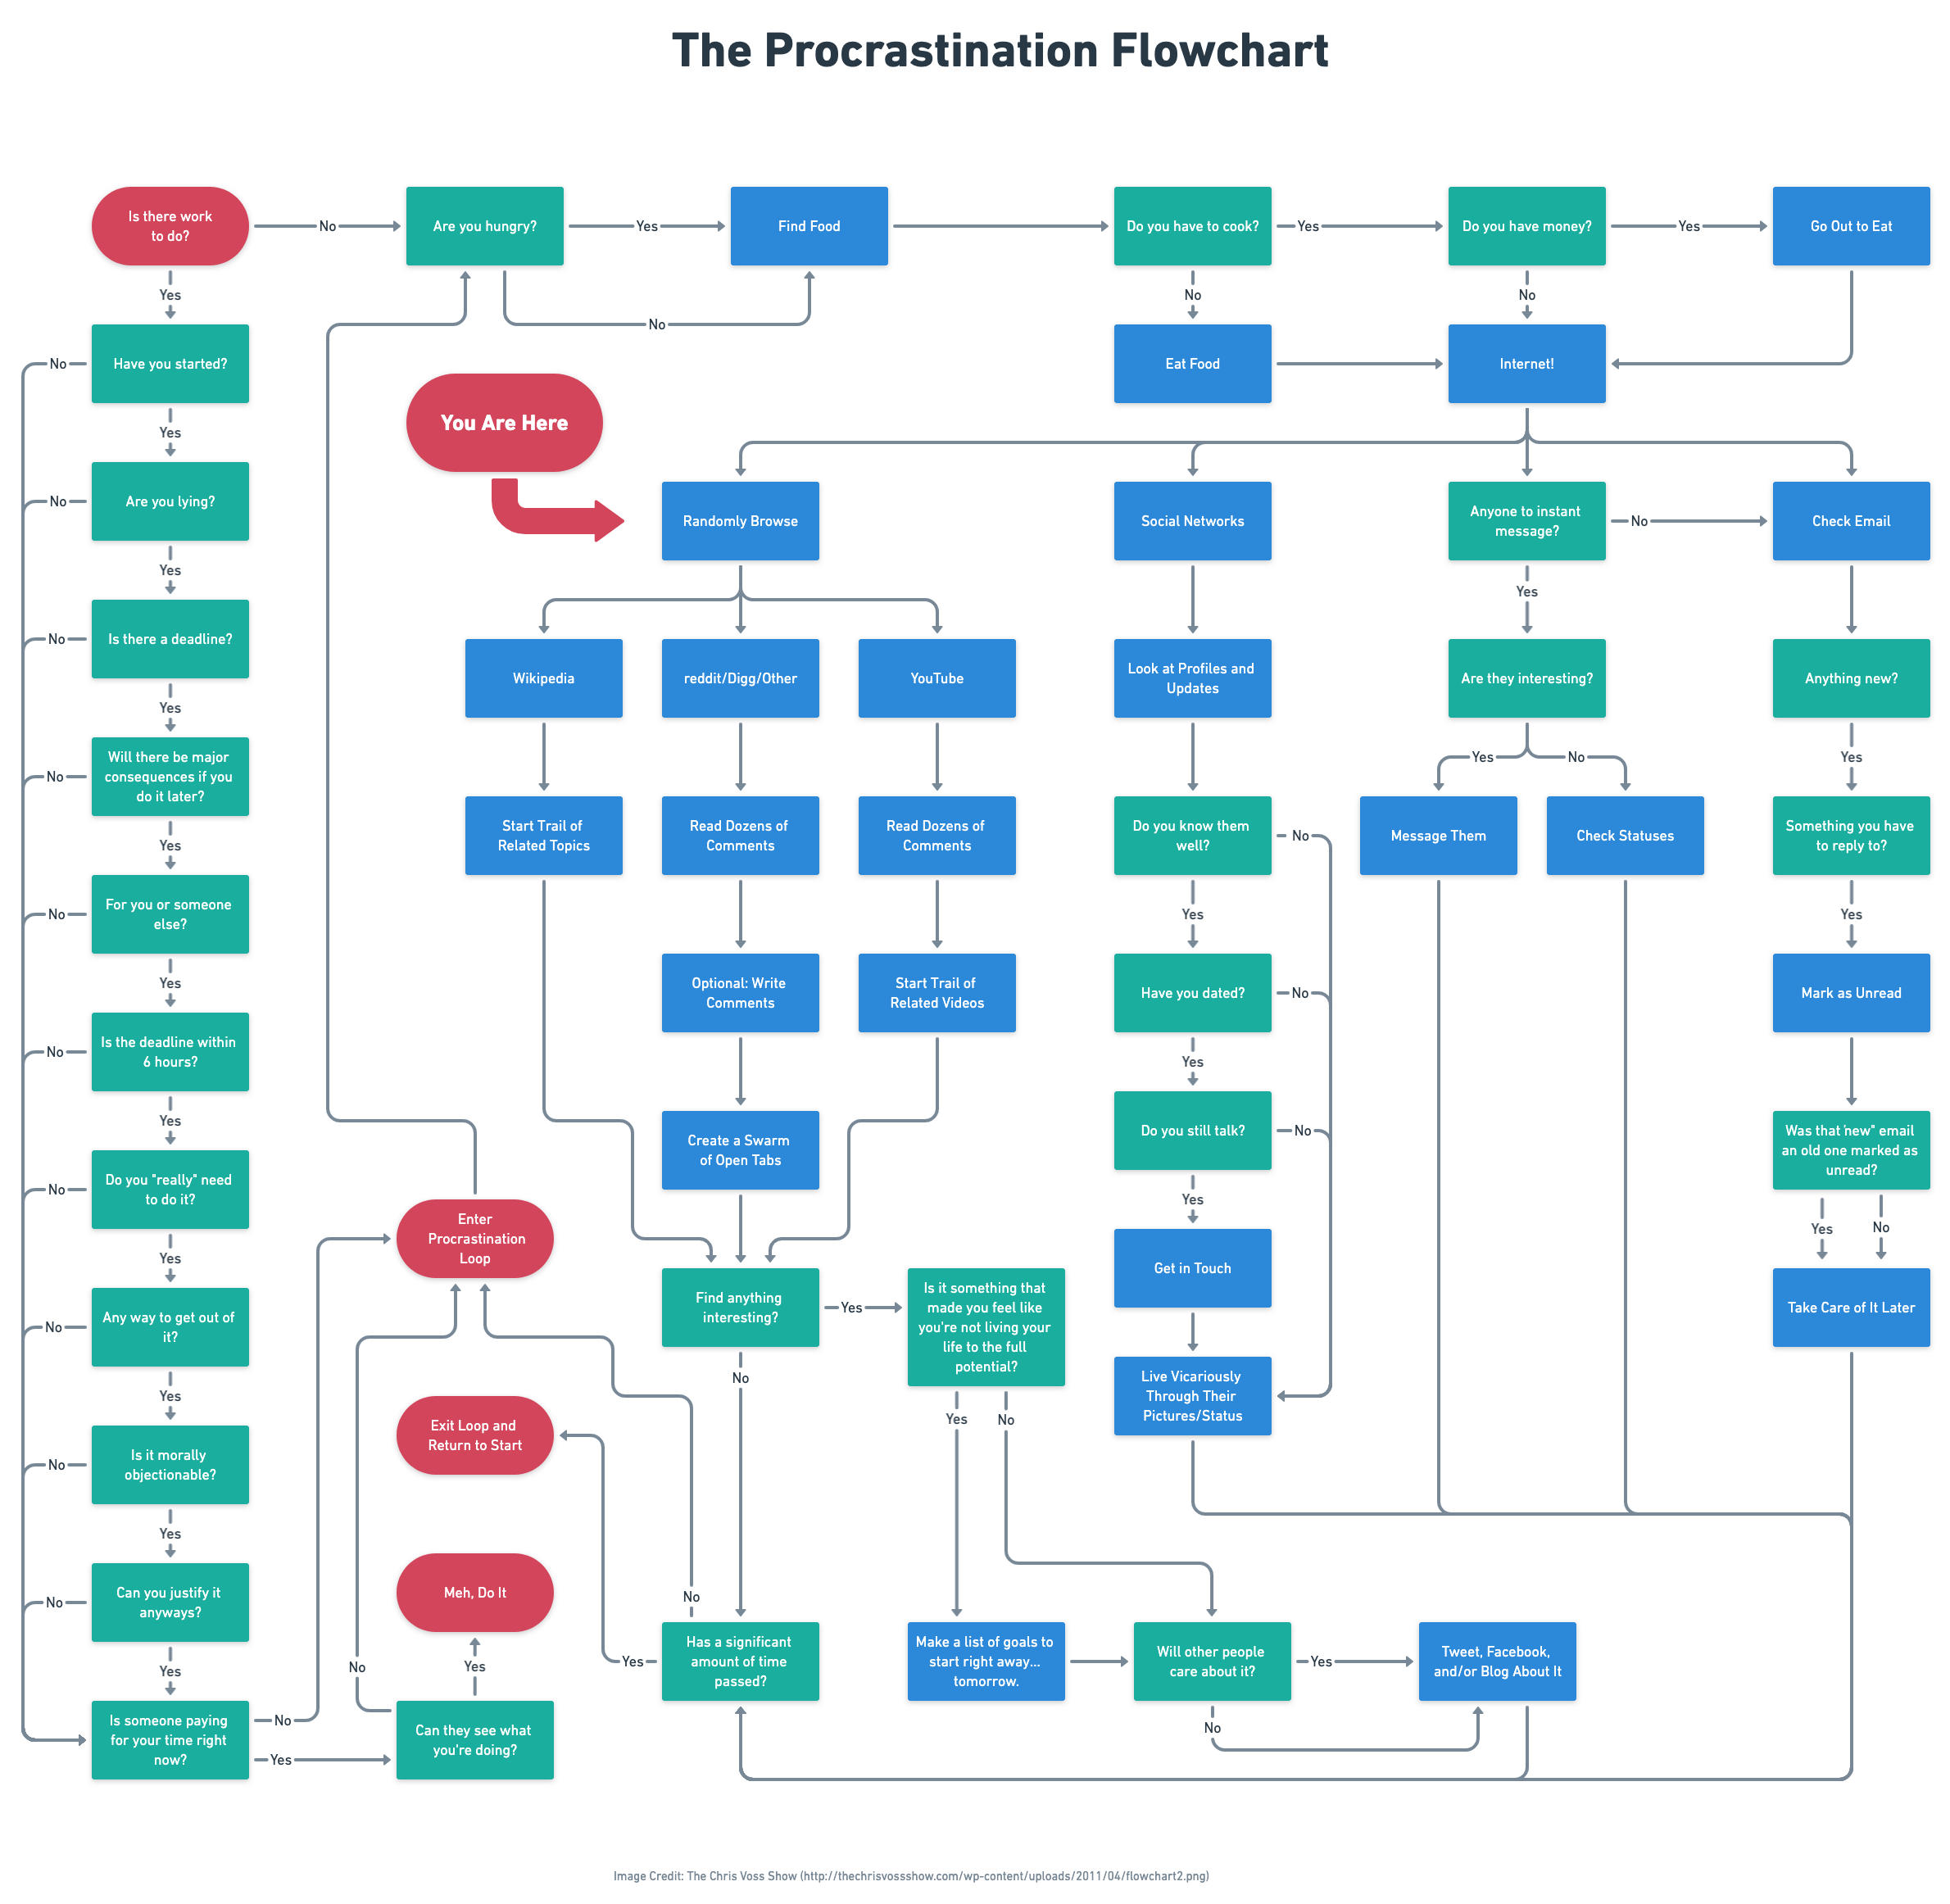 The Procrastination Flowchart
Is there work
to do?
No
Are you hungry?
Yes
Find Food
Do you have to cook?
Yes
Do you have money?
Yes
Go Out to Eat
Yes
No
No
No
Have you started?
No
Eat Food
Internet!
You Are Here
Yes
No
Are you lying?
Randomly Browse
Social Networks
Anyone to instant
message?
No
Check Email
Yes
Yes
No
Is there a deadline?
Wikipedia
reddit/Digg/Other
YouTube
Look at Profiles and
Updates
Are they interesting?
Anything new?
Yes
Yes
No
Yes
No
Will there be major
consequences if you
do it later?
Start Trail of
Related Topics
Read Dozens of
Comments
Read Dozens of
Comments
Do you know them
well?
No
Message Them
Check Statuses
Something you have
to reply to?
Yes
No
For you or someone
else?
Yes
Yes
Yes
Optional: Write
Comments
Start Trail of
Related Videos
Have you dated?
No
Mark as Unread
No
Is the deadline within
6 hours?
Yes
Yes
Create a Swarm
of Open Tabs
Do you still talk?
No
Was that 'new" email
an old one marked as
unread?
No
Do you "really" need
to do it?
Yes
Yes
No
Enter
Procrastination
Loop
Yes
Get in Touch
Find anything
interesting?
Yes
Is it something that
made you feel like
you're not living your
life to the full
potential?
Take Care of It Later
No
Any way to get out of
it?
No
Live Vicariously
Through Their
Pictures/Status
Yes
Yes
No
Exit Loop and
Return to Start
No
Is it morally
objectionable?
Yes
No
Can you justify it
anyways?
Meh, Do It
No
Yes
No
Yes
Yes
Has a significant
amount of time
passed?
Make a list of goals to
start right away...
tomorrow.
Will other people
care about it?
Yes
Tweet, Facebook,
and/or Blog About It
Is someone paying
for your time right
now?
No
Yes
Can they see what
you're doing?
No
Image Credit: The Chris Voss Show (http://thechrisvossshow.com/wp-content/uploads/2011/04/flowchart2.png)